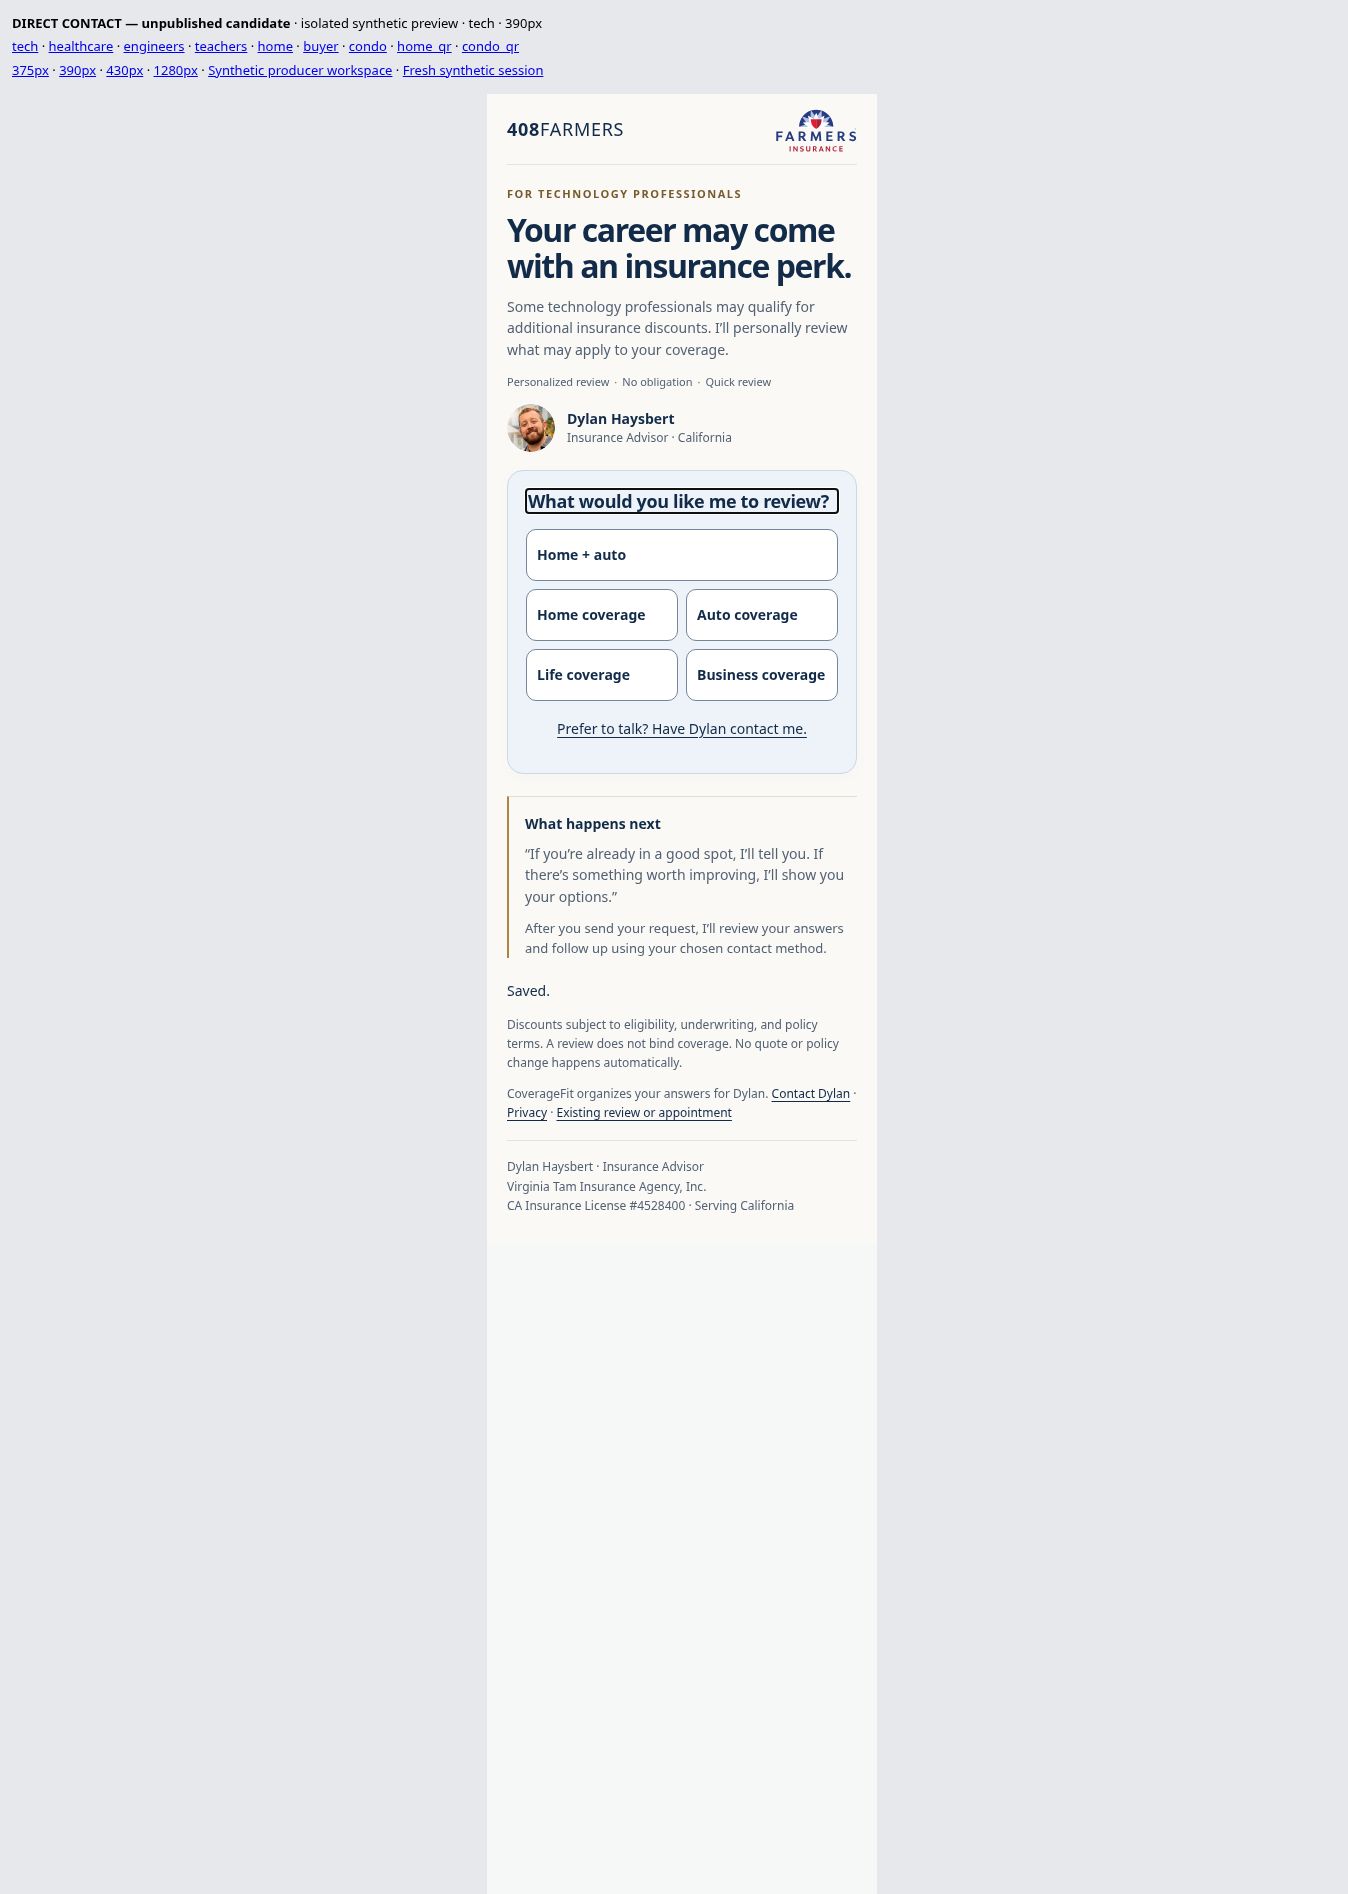 DIRECT CONTACT — unpublished candidate · isolated synthetic preview · tech · 390px
tech · healthcare · engineers · teachers · home · buyer · condo · home_qr · condo_qr
375px · 390px · 430px · 1280px · Synthetic producer workspace · Fresh synthetic session
408FARMERS
FARMERS
INSURANCE
FOR TECHNOLOGY PROFESSIONALS
Your career may come
with an insurance perk.
Some technology professionals may qualify for
additional insurance discounts. I’ll personally review
what may apply to your coverage.
Personalized review · No obligation · Quick review
Dylan Haysbert
Insurance Advisor · California
What would you like me to review?
Home + auto
Home coverage
Auto coverage
Life coverage
Business coverage
Prefer to talk? Have Dylan contact me.
What happens next
“If you’re already in a good spot, I’ll tell you. If
there’s something worth improving, I’ll show you
your options.”
After you send your request, I’ll review your answers
and follow up using your chosen contact method.
Saved.
Discounts subject to eligibility, underwriting, and policy
terms. A review does not bind coverage. No quote or policy
change happens automatically.
CoverageFit organizes your answers for Dylan. Contact Dylan ·
Privacy · Existing review or appointment
Dylan Haysbert · Insurance Advisor
Virginia Tam Insurance Agency, Inc.
CA Insurance License #4528400 · Serving California